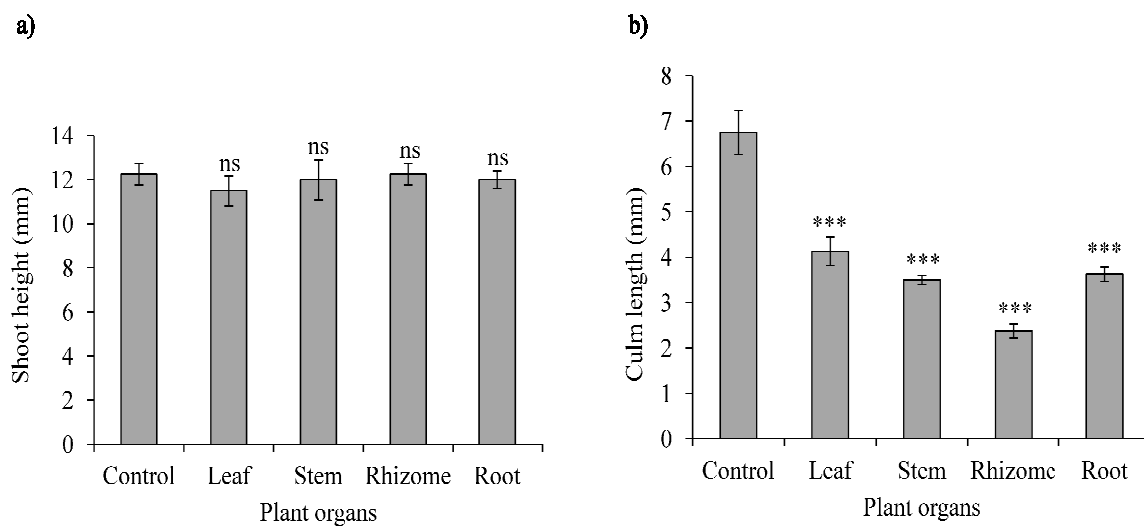 a)
14
12
10
8
6
4
2
0
Shoot height (mm)
ns ns ns ns
Control Leaf Stem Rhizome Root
Plant organs
b)
8
7
6
5
4
3
2
1
0
Culm length (mm)
*** *** *** ***
Control Leaf Stem Rhizome Root
Plant organs